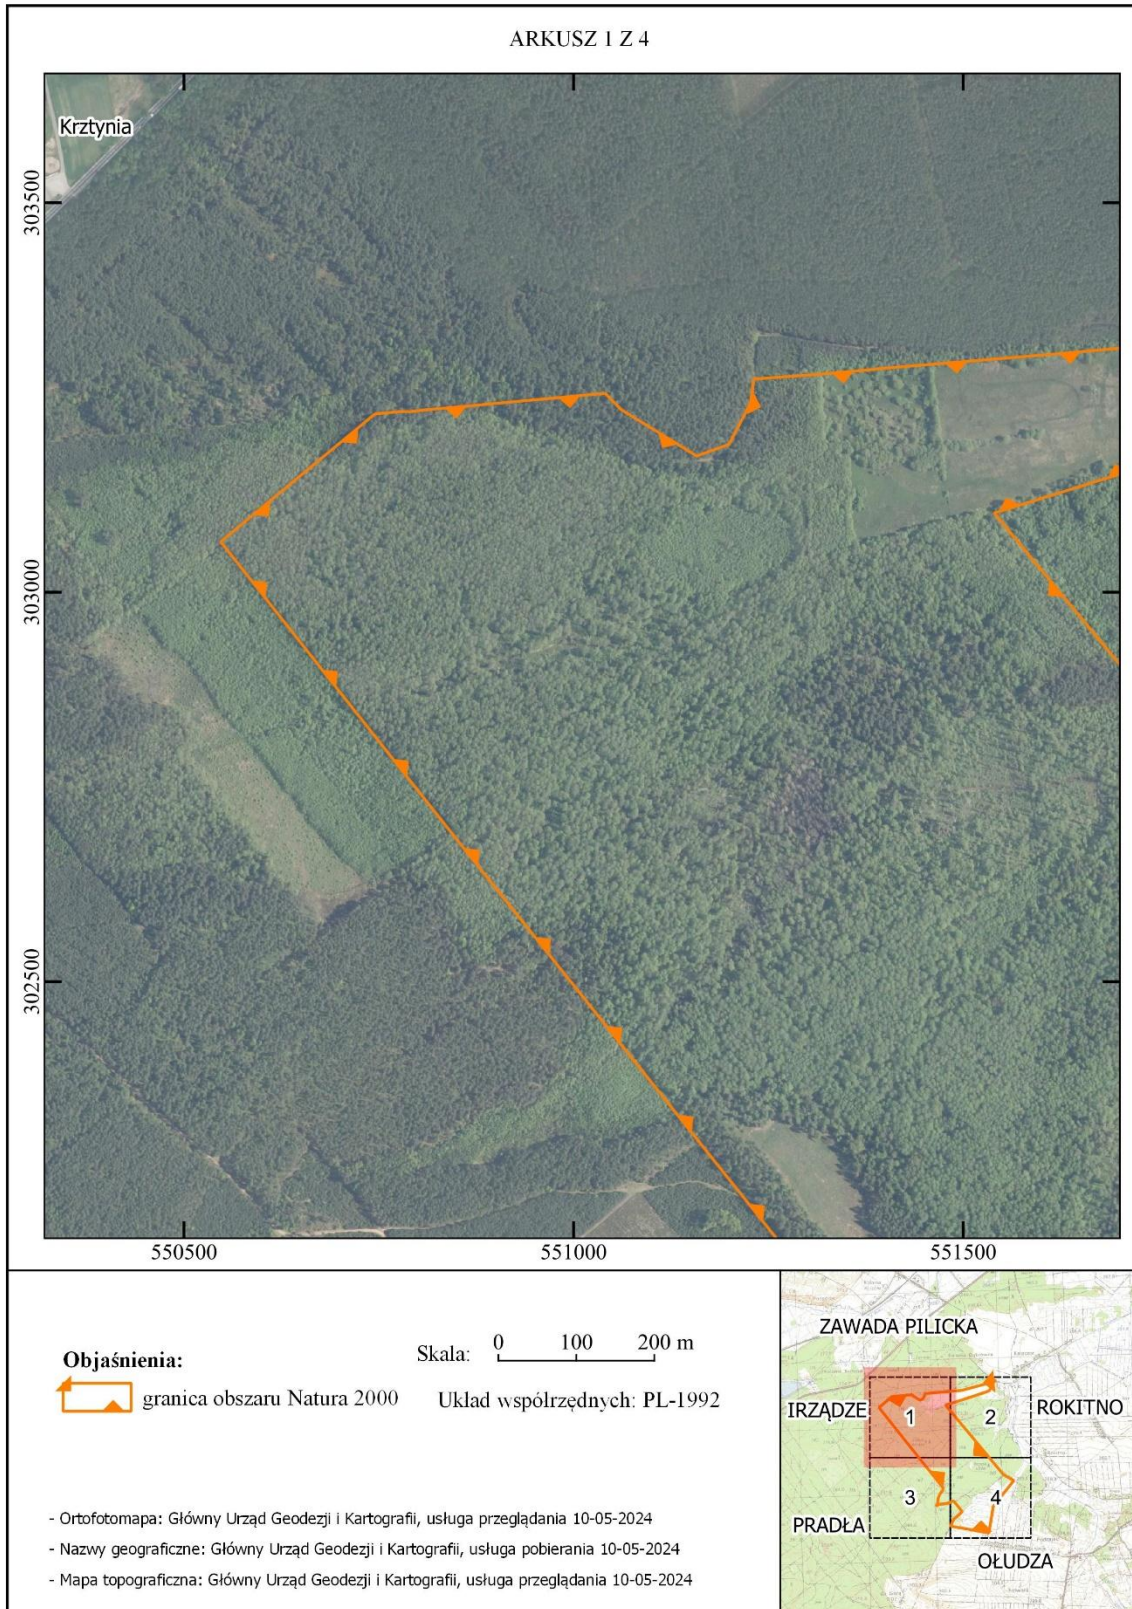 ARKUSZ 1 Z 4
Krztynia
303500
303000
302500
550500
551000
551500
Objaśnienia:
granica obszaru Natura 2000
Skala:
0 100 200 m
Układ współrzędnych: PL-1992
- Ortofotomapa: Główny Urząd Geodezji i Kartografii, usługa przeglądania 10-05-2024
- Nazwy geograficzne: Główny Urząd Geodezji i Kartografii, usługa pobierania 10-05-2024
- Mapa topograficzna: Główny Urząd Geodezji i Kartografii, usługa przeglądania 10-05-2024
ZAWADA PILICKA
IRZĄDZE
ROKITNO
1
2
3
4
PRADŁA
OŁUDZA